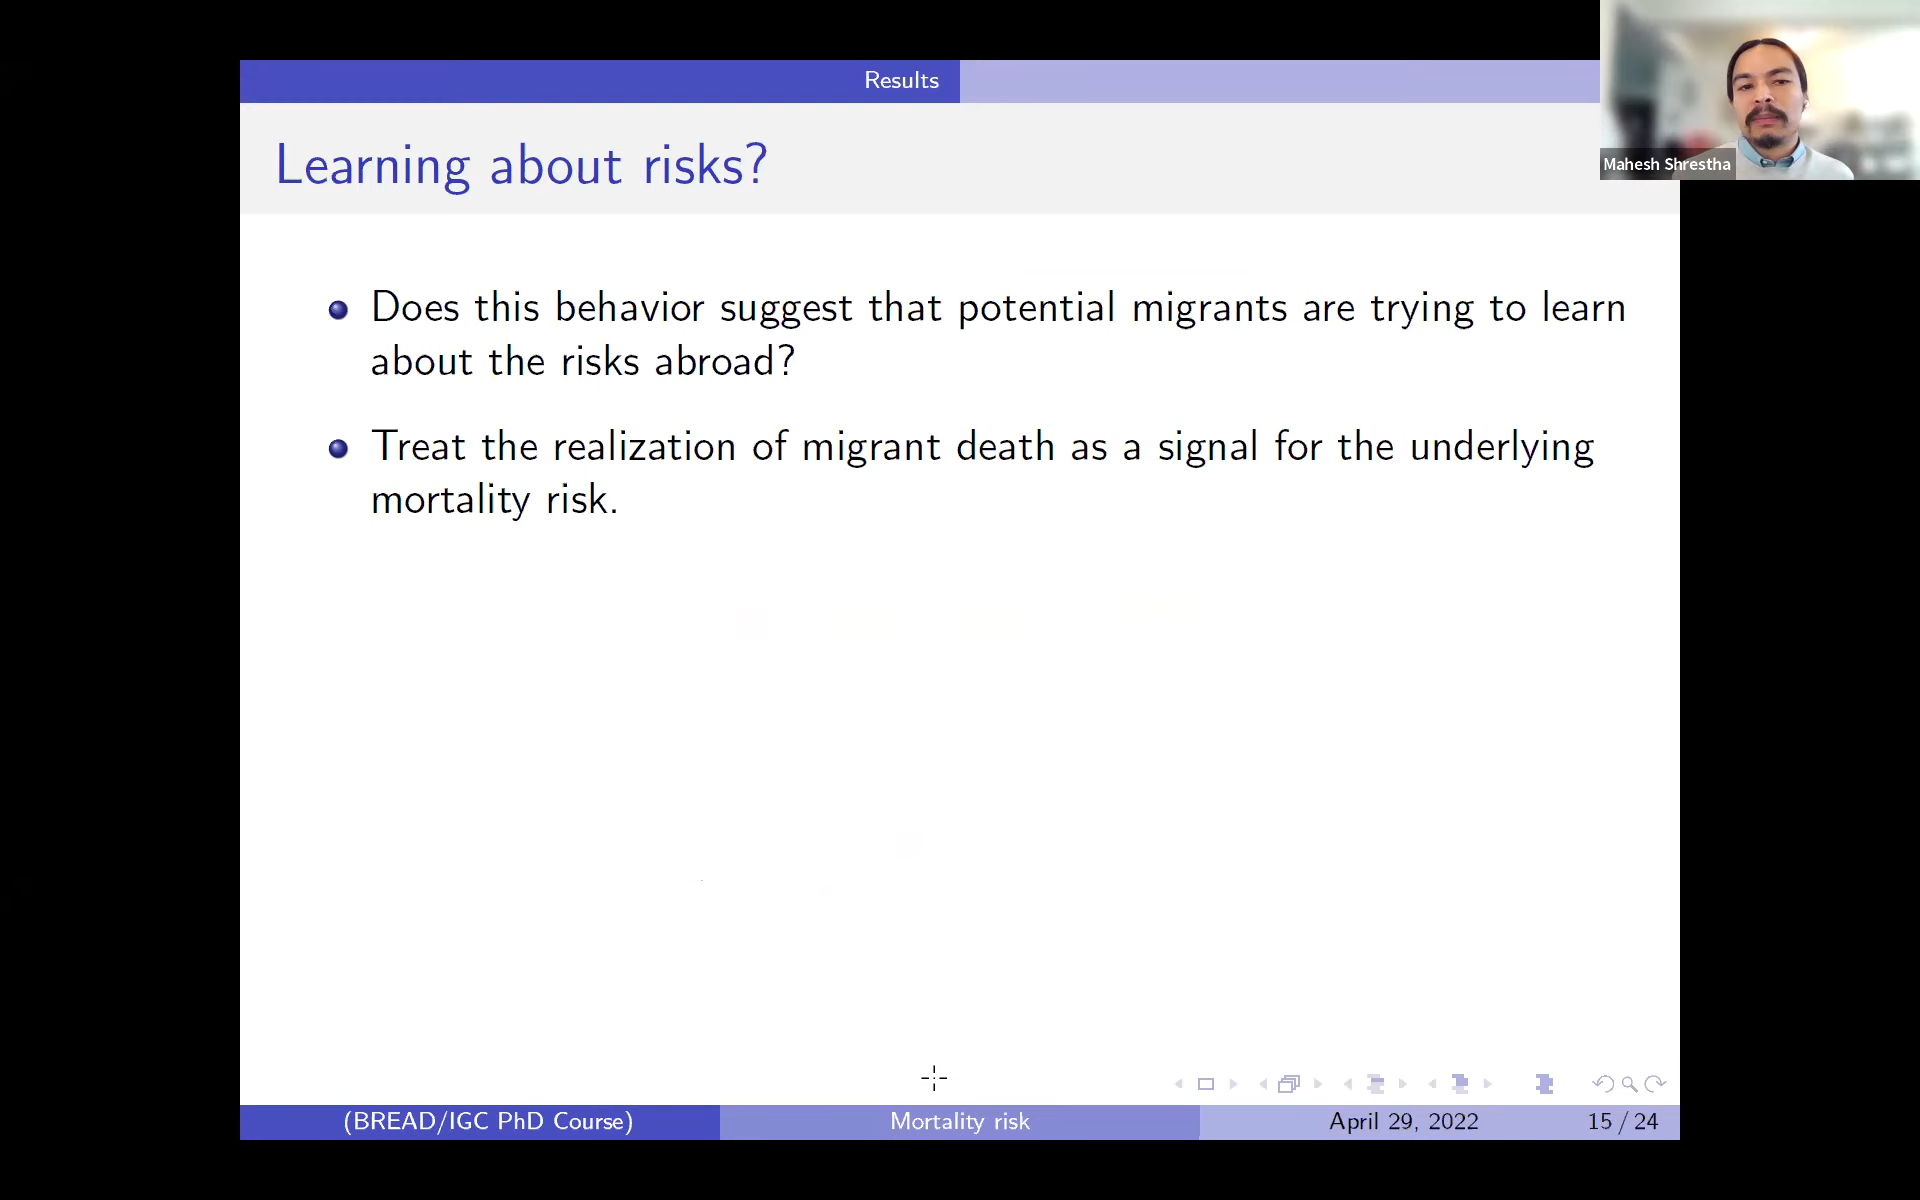 Results
Learning about risks?
Mahesh Shrestha
Does this behavior suggest that potential migrants are trying to learn
about the risks abroad?
Treat the realization of migrant death as a signal for the underlying
mortality risk.
(BREAD/IGC PhD Course)
Mortality risk
April 29, 2022
15 / 24